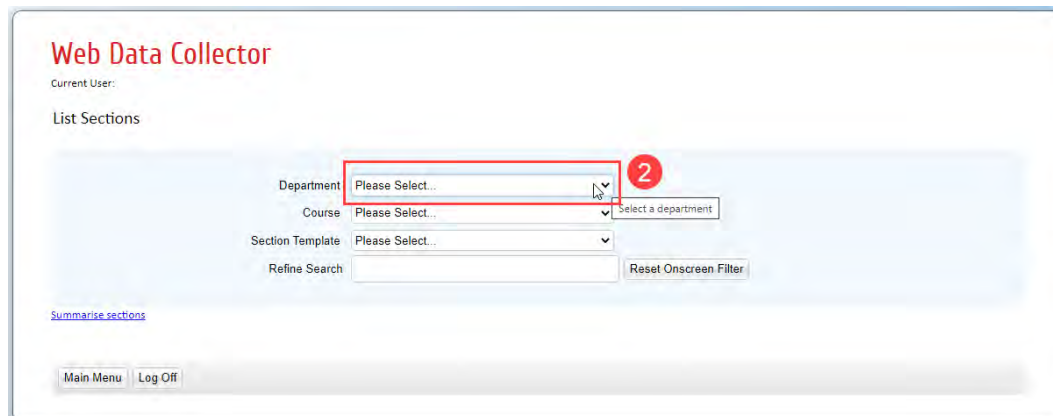 Web Data Collector
Current User:
List Sections
2
Department Please Select...
Select a department
Course Please Select...
Section Template Please Select...
Refine Search Reset Onscreen Filter
Summarise sections
Main Menu Log Off